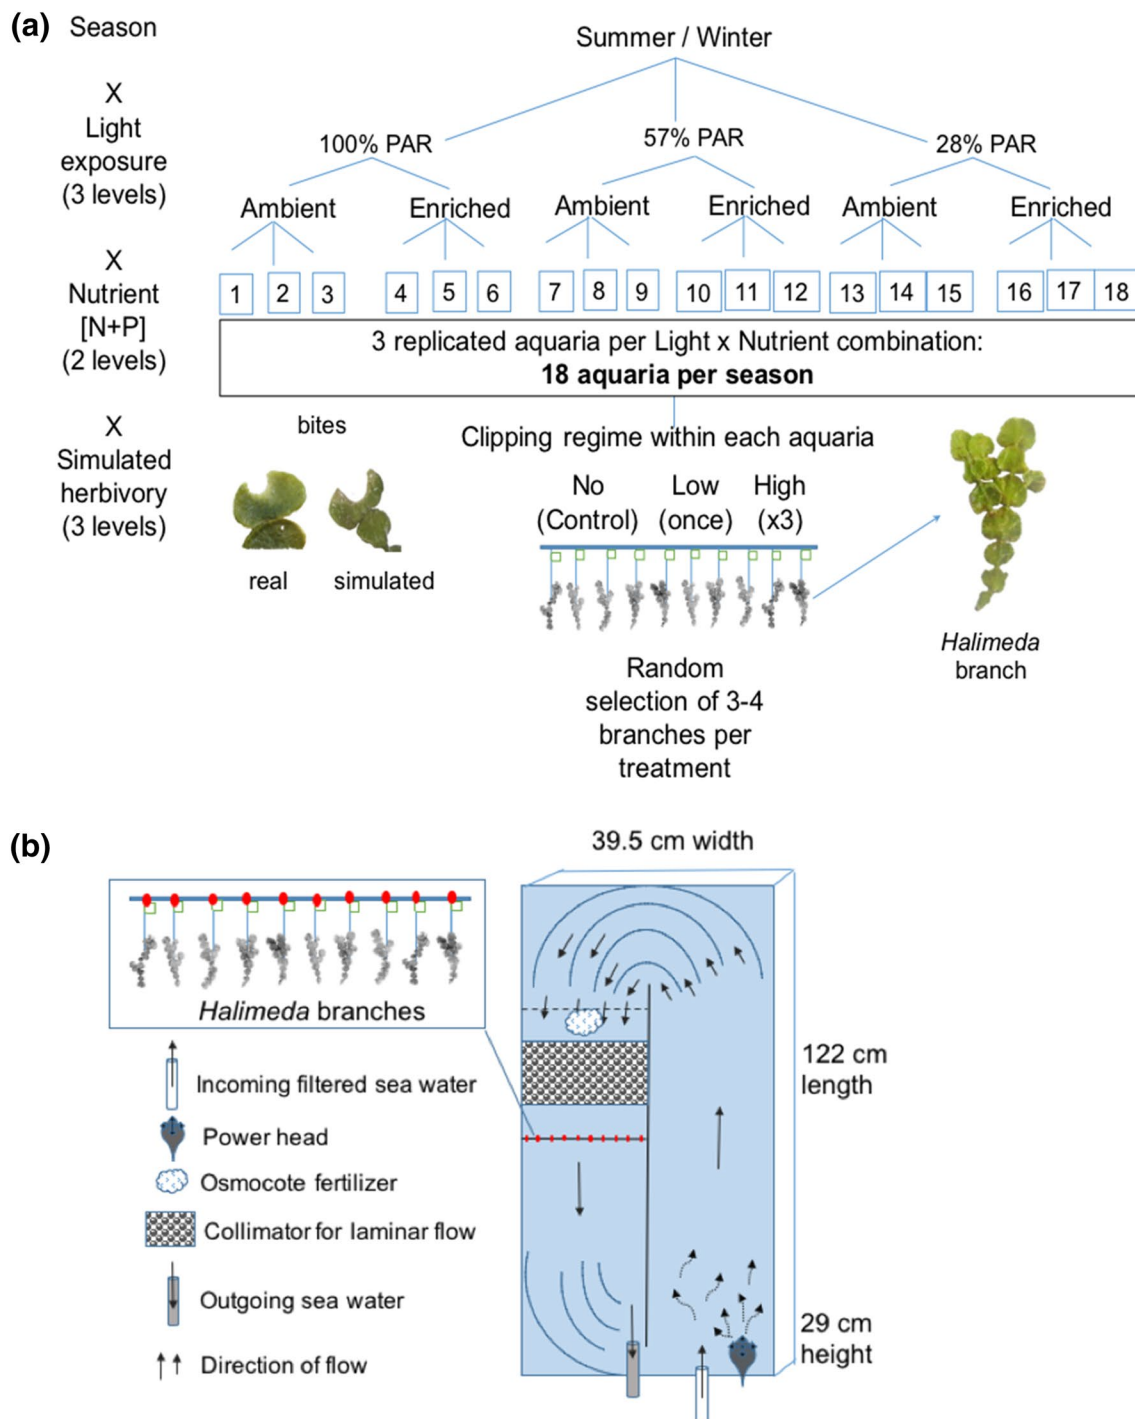 (a) Season
Summer / Winter
X
Light
exposure
(3 levels)
100% PAR
57% PAR
28% PAR
Ambient
Enriched
Ambient
Enriched
Ambient
Enriched
X
Nutrient
[N+P]
(2 levels)
1 2 3 4 5 6 7 8 9 10 11 12 13 14 15 16 17 18
3 replicated aquaria per Light x Nutrient combination:
18 aquaria per season
X
Simulated
herbivory
(3 levels)
bites
real
simulated
Clipping regime within each aquaria
No
(Control)
Low
(once)
High
(x3)
Random
selection of 3-4
branches per
treatment
Halimeda
branch
(b)
39.5 cm width
Halimeda branches
Incoming filtered sea water
Power head
Osmocote fertilizer
Collimator for laminar flow
Outgoing sea water
Direction of flow
122 cm
length
29 cm
height